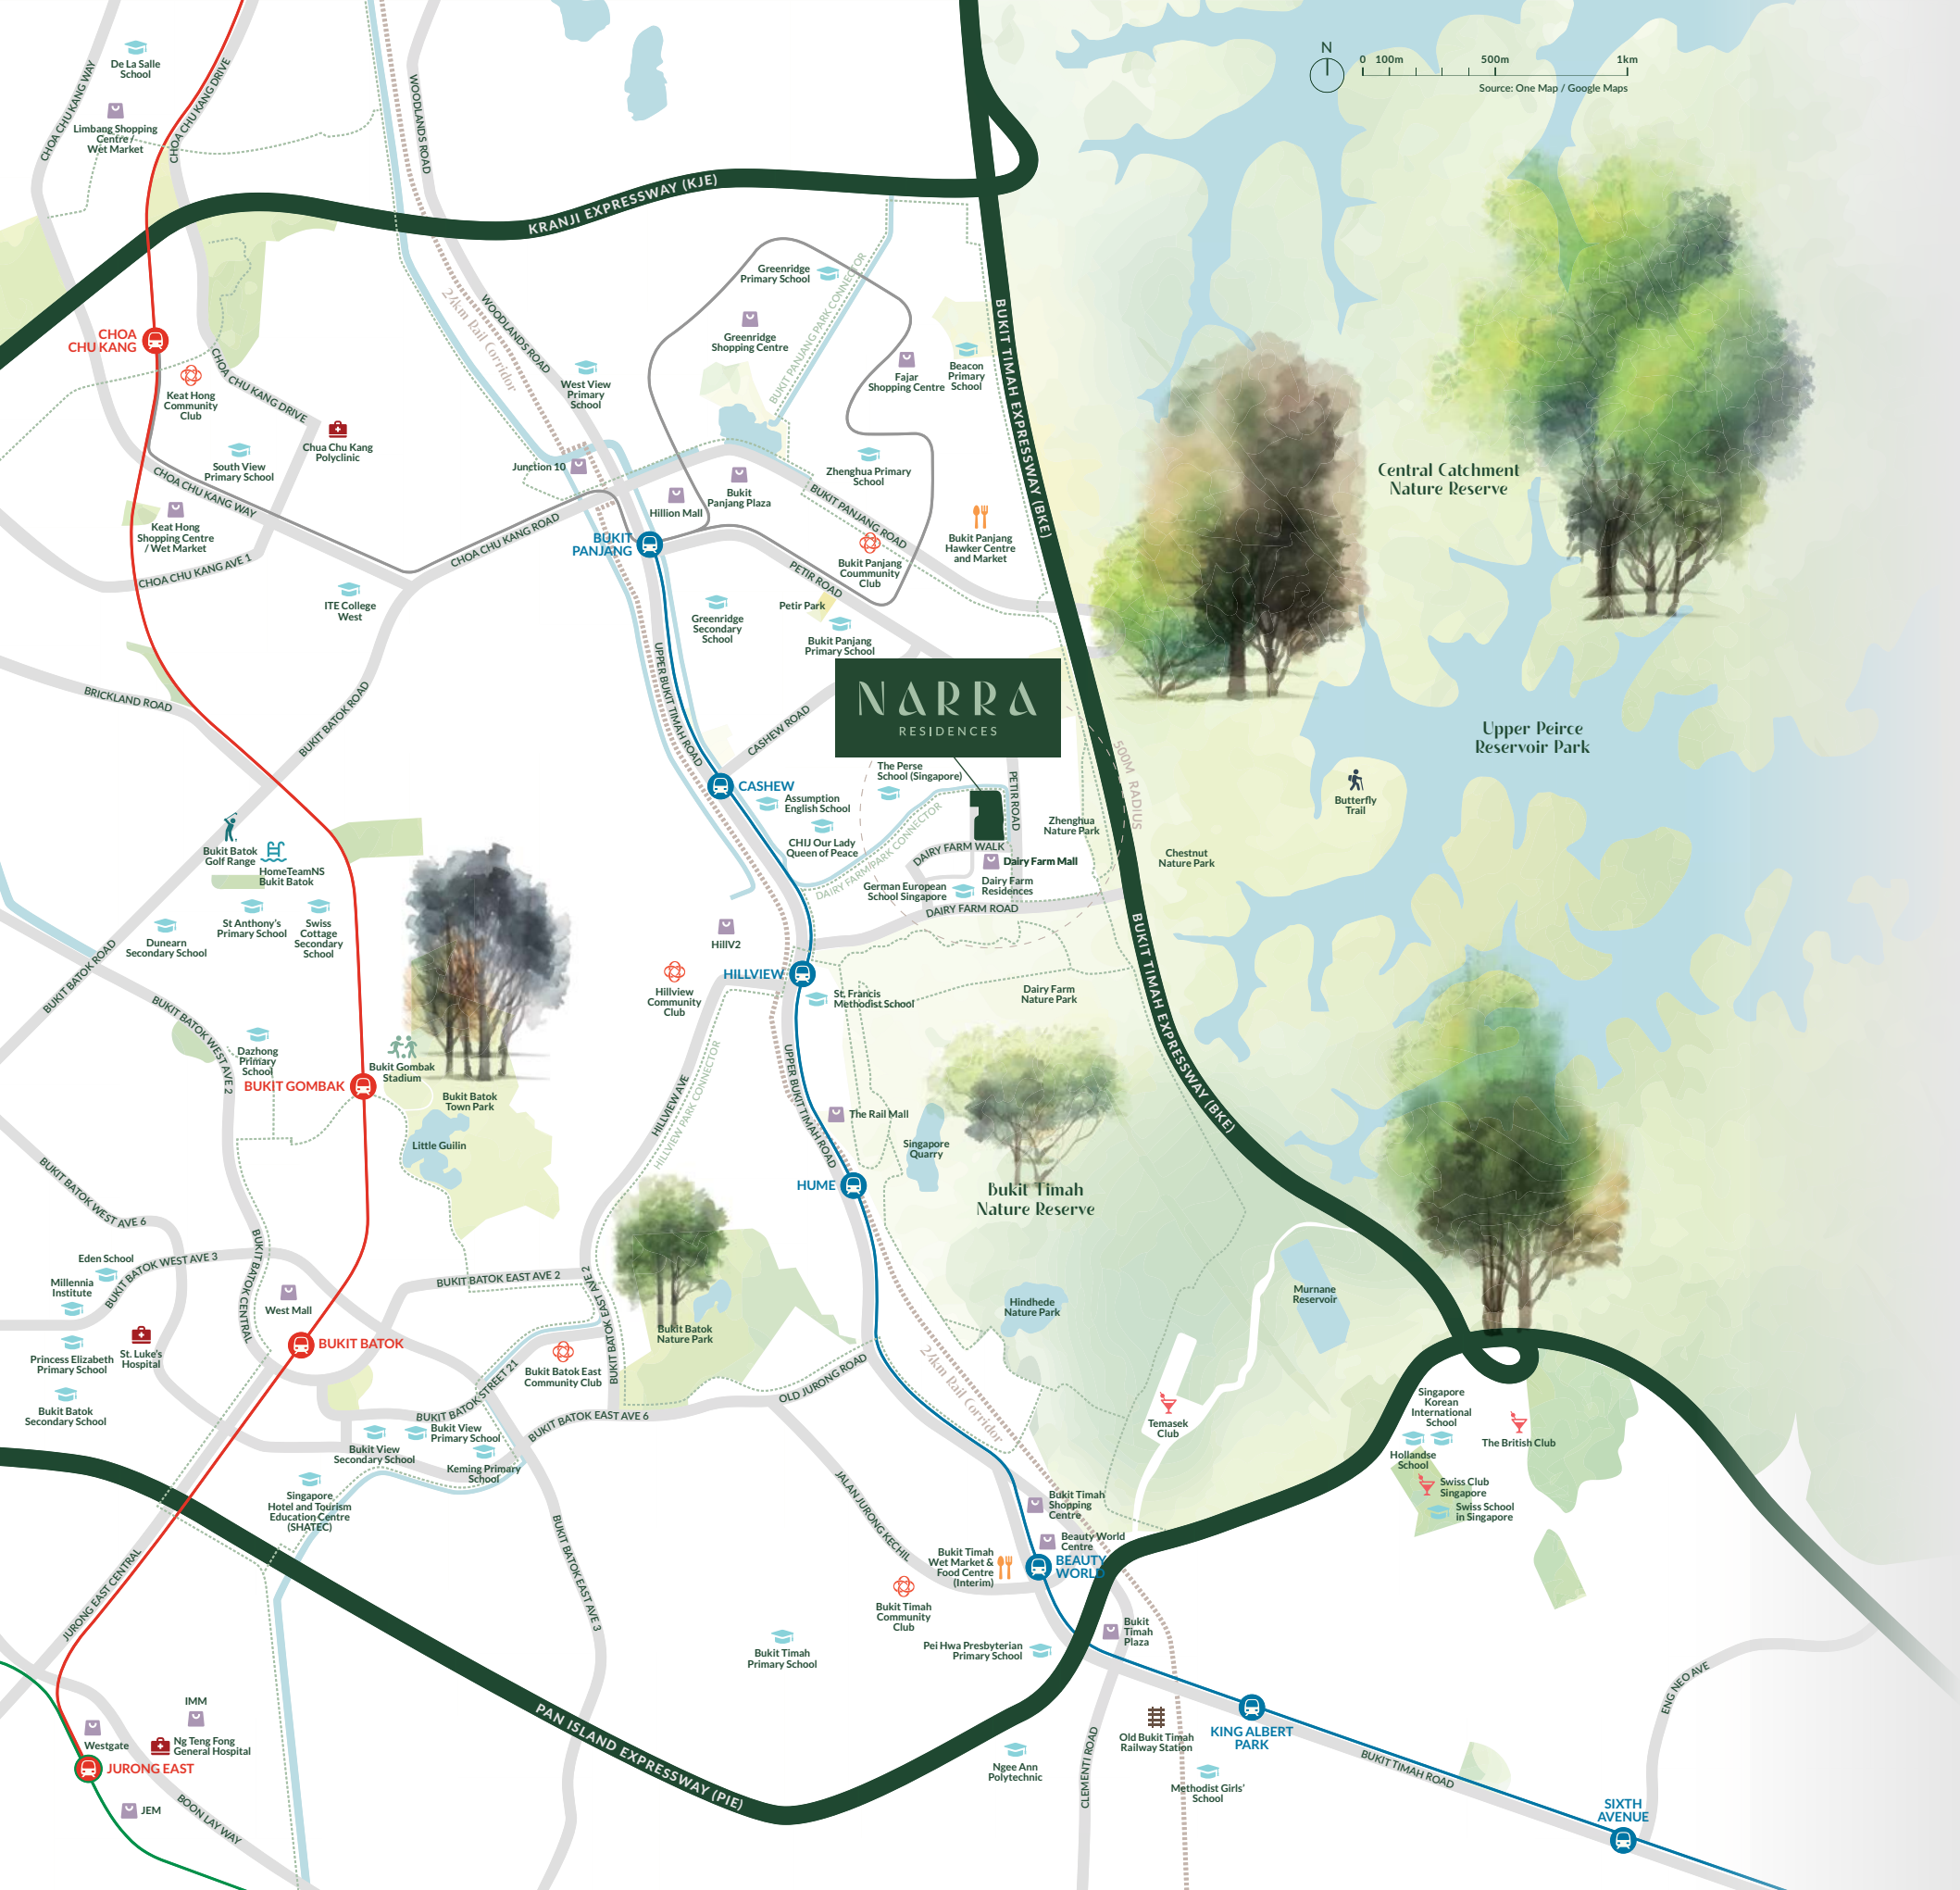 N
0 100m 500m 1km
Source: One Map / Google Maps
De La Salle
School
Limbang Shopping
Centre /
Wet Market
CHOA CHU KANG WAY
CHOA CHU KANG DRIVE
WOODLANDS ROAD
KRANJI EXPRESSWAY (KJE)
24km Rail Corridor
WOODLANDS ROAD
Greenridge
Primary School
BUKIT PANJANG PARK CONNECTOR
Greenridge
Shopping Centre
Fajar
Shopping Centre
Beacon
Primary
School
BUKIT TIMAH EXPRESSWAY (BKE)
CHOA
CHU KANG
Keat Hong
Community
Club
CHOA CHU KANG DRIVE
Chua Chu Kang
Polyclinic
West View
Primary
School
South View
Primary School
CHOA CHU KANG WAY
Junction 10
Hillion Mall
Bukit
Panjang Plaza
Zhenghua Primary
School
BUKIT PANJANG ROAD
Central Catchment
Nature Reserve
Keat Hong
Shopping Centre
/ Wet Market
CHOA CHU KANG AVE 1
CHOA CHU KANG ROAD
BUKIT
PANJANG
Bukit Panjang
Community
Club
Bukit Panjang
Hawker Centre
and Market
PETIR ROAD
Petir Park
ITE College
West
Greenridge
Secondary
School
Bukit Panjang
Primary School
UPPER BUKIT TIMAH ROAD
BRICKLAND ROAD
BUKIT BATOK ROAD
CASHEW ROAD
NARRA
RESIDENCES
Upper Peirce
Reservoir Park
500M RADIUS
Butterfly
Trail
CASHEW
The Perse
School (Singapore)
Assumption
English School
CHIJ Our Lady
Queen of Peace
PETIR ROAD
Zhenghua
Nature Park
Chestnut
Nature Park
DAIRY FARM PARK CONNECTOR
DAIRY FARM WALK
Dairy Farm Mall
Dairy Farm
Residences
German European
School Singapore
DAIRY FARM ROAD
Bukit Batok
Golf Range
HomeTeamNS
Bukit Batok
St Anthony's
Primary School
Swiss
Cottage
Secondary
School
Dunearn
Secondary School
BUKIT BATOK ROAD
BUKIT BATOK WEST AVE 2
HillV2
HILLVIEW
Hillview
Community
Club
St. Francis
Methodist School
Dairy Farm
Nature Park
BUKIT TIMAH EXPRESSWAY (BKE)
Dazhong
Primary
School
BUKIT GOMBAK
Bukit Gombak
Stadium
Bukit Batok
Town Park
Little Guilin
HILLVIEW AVE
HILLVIEW PARK CONNECTOR
UPPER BUKIT TIMAH ROAD
The Rail Mall
Singapore
Quarry
HUME
Bukit Timah
Nature Reserve
BUKIT BATOK WEST AVE 6
Eden School
Millennia
Institute
BUKIT BATOK WEST AVE 3
BUKIT BATOK CENTRAL
West Mall
BUKIT BATOK
BUKIT BATOK EAST AVE 2
BUKIT BATOK EAST AVE 2
Bukit Batok
Nature Park
Hindhede
Nature Park
Murnane
Reservoir
Princess Elizabeth
Primary School
St. Luke's
Hospital
Bukit Batok
Secondary School
Bukit Batok East
Community Club
OLD JURONG ROAD
24km Rail Corridor
BUKIT BATOK STREET 21
BUKIT BATOK EAST AVE 6
Bukit View
Primary School
Bukit View
Secondary School
Keming Primary
School
Singapore
Hotel and Tourism
Education Centre
(SHATEC)
Temasek
Club
Singapore
Korean
International
School
The British Club
Hollandse
School
Swiss Club
Singapore
Swiss School
in Singapore
JALAN JURONG KECHIL
Bukit Timah
Shopping
Centre
Beauty World
Centre
BEAUTY
WORLD
Bukit Timah
Wet Market &
Food Centre
(Interim)
Bukit Timah
Community
Club
BUKIT BATOK EAST AVE 3
JURONG EAST CENTRAL
Bukit Timah
Primary School
Pei Hwa Presbyterian
Primary School
Bukit
Timah
Plaza
IMM
Westgate
Ng Teng Fong
General Hospital
JURONG EAST
JEM
BOON LAY WAY
PAN ISLAND EXPRESSWAY (PIE)
Ngee Ann
Polytechnic
CLEMENTI ROAD
Old Bukit Timah
Railway Station
Methodist Girls'
School
KING ALBERT
PARK
BUKIT TIMAH ROAD
ENG NEO AVE
SIXTH
AVENUE